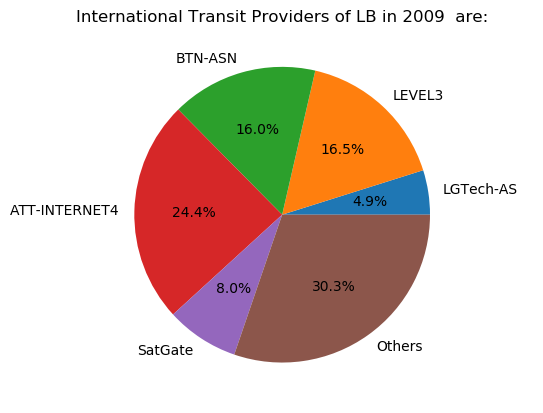 International Transit Providers of LB in 2009  are:
BTN-ASN
LEVEL3
16.0%
16.5%
LGTech-AS
4.9%
ATT-INTERNET4
24.4%
8.0%
30.3%
SatGate
Others